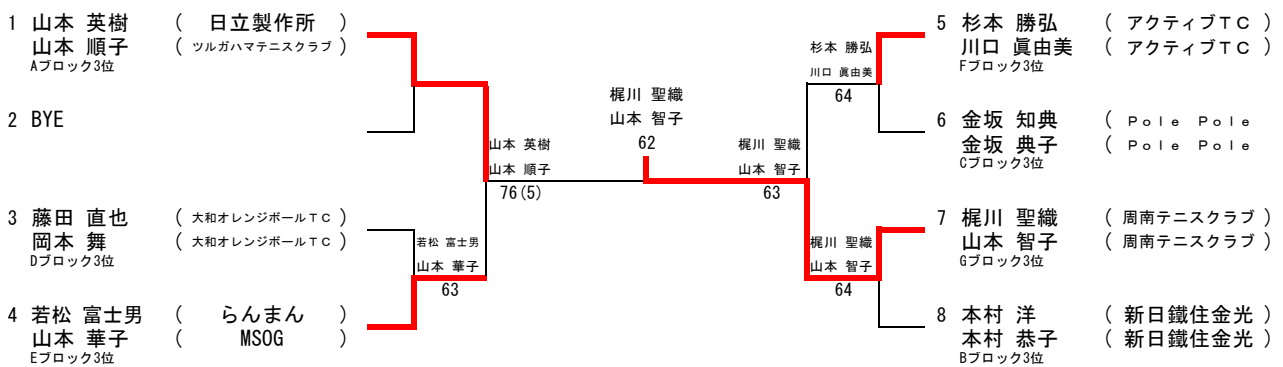 1 山本 英樹 ( 日立製作所 )
山本 順子 ( ツルガハマテニスクラブ )
Aブロック3位
2 BYE
3 藤田 直也 ( 大和オレンジボールTC )
岡本 舞 ( 大和オレンジボールTC )
Dブロック3位
4 若松 富士男 ( らんまん )
山本 華子 ( MSOG )
Eブロック3位
若松 富士男
山本 華子
63
山本 英樹
山本 順子
76(5)
梶川 聖織
山本 智子
62
梶川 聖織
山本 智子
63
杉本 勝弘
川口 眞由美
64
梶川 聖織
山本 智子
64
5 杉本 勝弘 ( アクティブTC )
川口 眞由美 ( アクティブTC )
Fブロック3位
6 金坂 知典 ( Pole Pole
金坂 典子 ( Pole Pole
Cブロック3位
7 梶川 聖織 ( 周南テニスクラブ )
山本 智子 ( 周南テニスクラブ )
Gブロック3位
8 本村 洋 ( 新日鐵住金光 )
本村 恭子 ( 新日鐵住金光 )
Bブロック3位